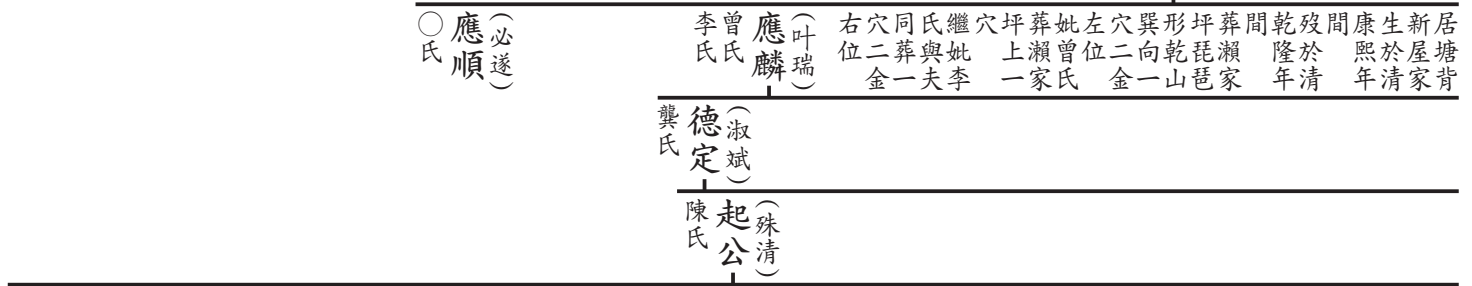 居塘背
新屋家
生於清
康熙年
間
歿於清
乾隆年
間
葬瀨家
坪琵琶
形乾山
巽向一
穴二金
左位
妣曾氏
葬瀨家
坪上一
穴
繼妣李
氏與夫
同葬一
穴二金
右位
(叶瑞)
應麟
曾氏
李氏
(必遂)
應順
〇氏
(淑斌)
德定
龔氏
(殊清)
起公
陳氏